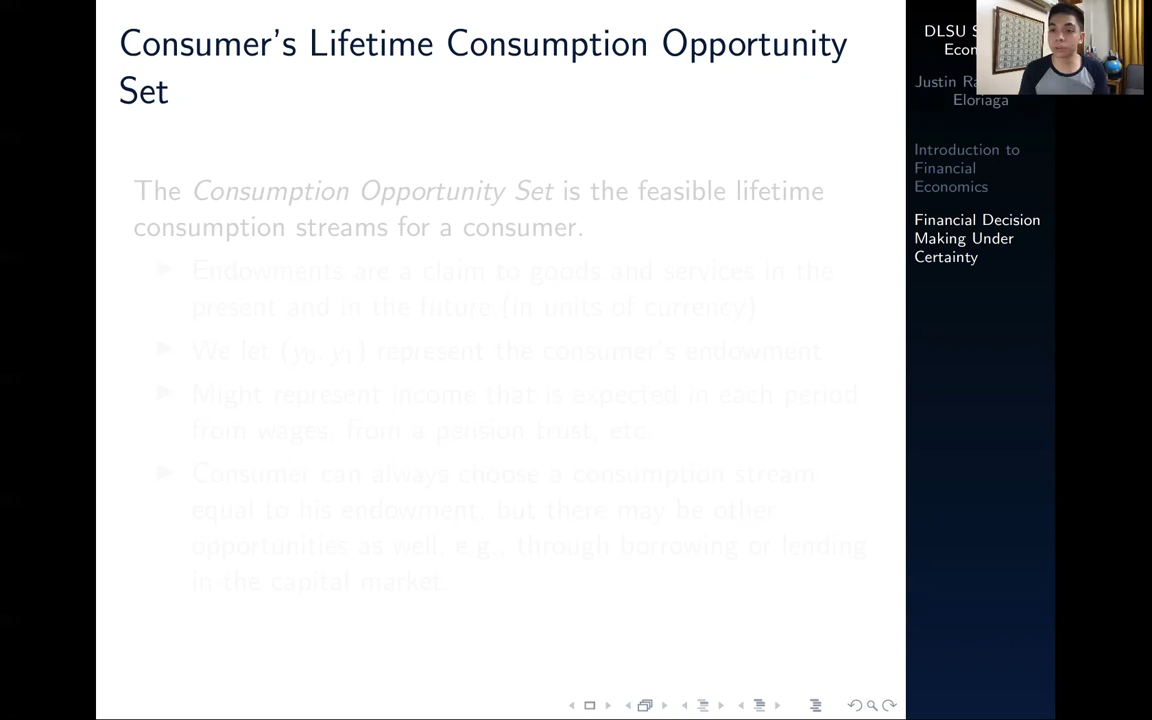 Consumer's Lifetime Consumption Opportunity
Set
The Consumption Opportunity Set is the feasible lifetime
consumption streams for a consumer.
▶ Endowments are a claim to goods and services in the
present and in the future (in units of currency)
▶ We let (y₀, y₁) represent the consumer's endowment
▶ Might represent income that is expected in each period
from wages, from a pension trust, etc.
▶ Consumer can always choose a consumption stream
equal to his endowment, but there may be other
opportunities as well, e.g., through borrowing or lending
in the capital market.
DLSU
Justin
Eloriaga
Introduction to
Financial
Economics
Financial Decision
Making Under
Certainty